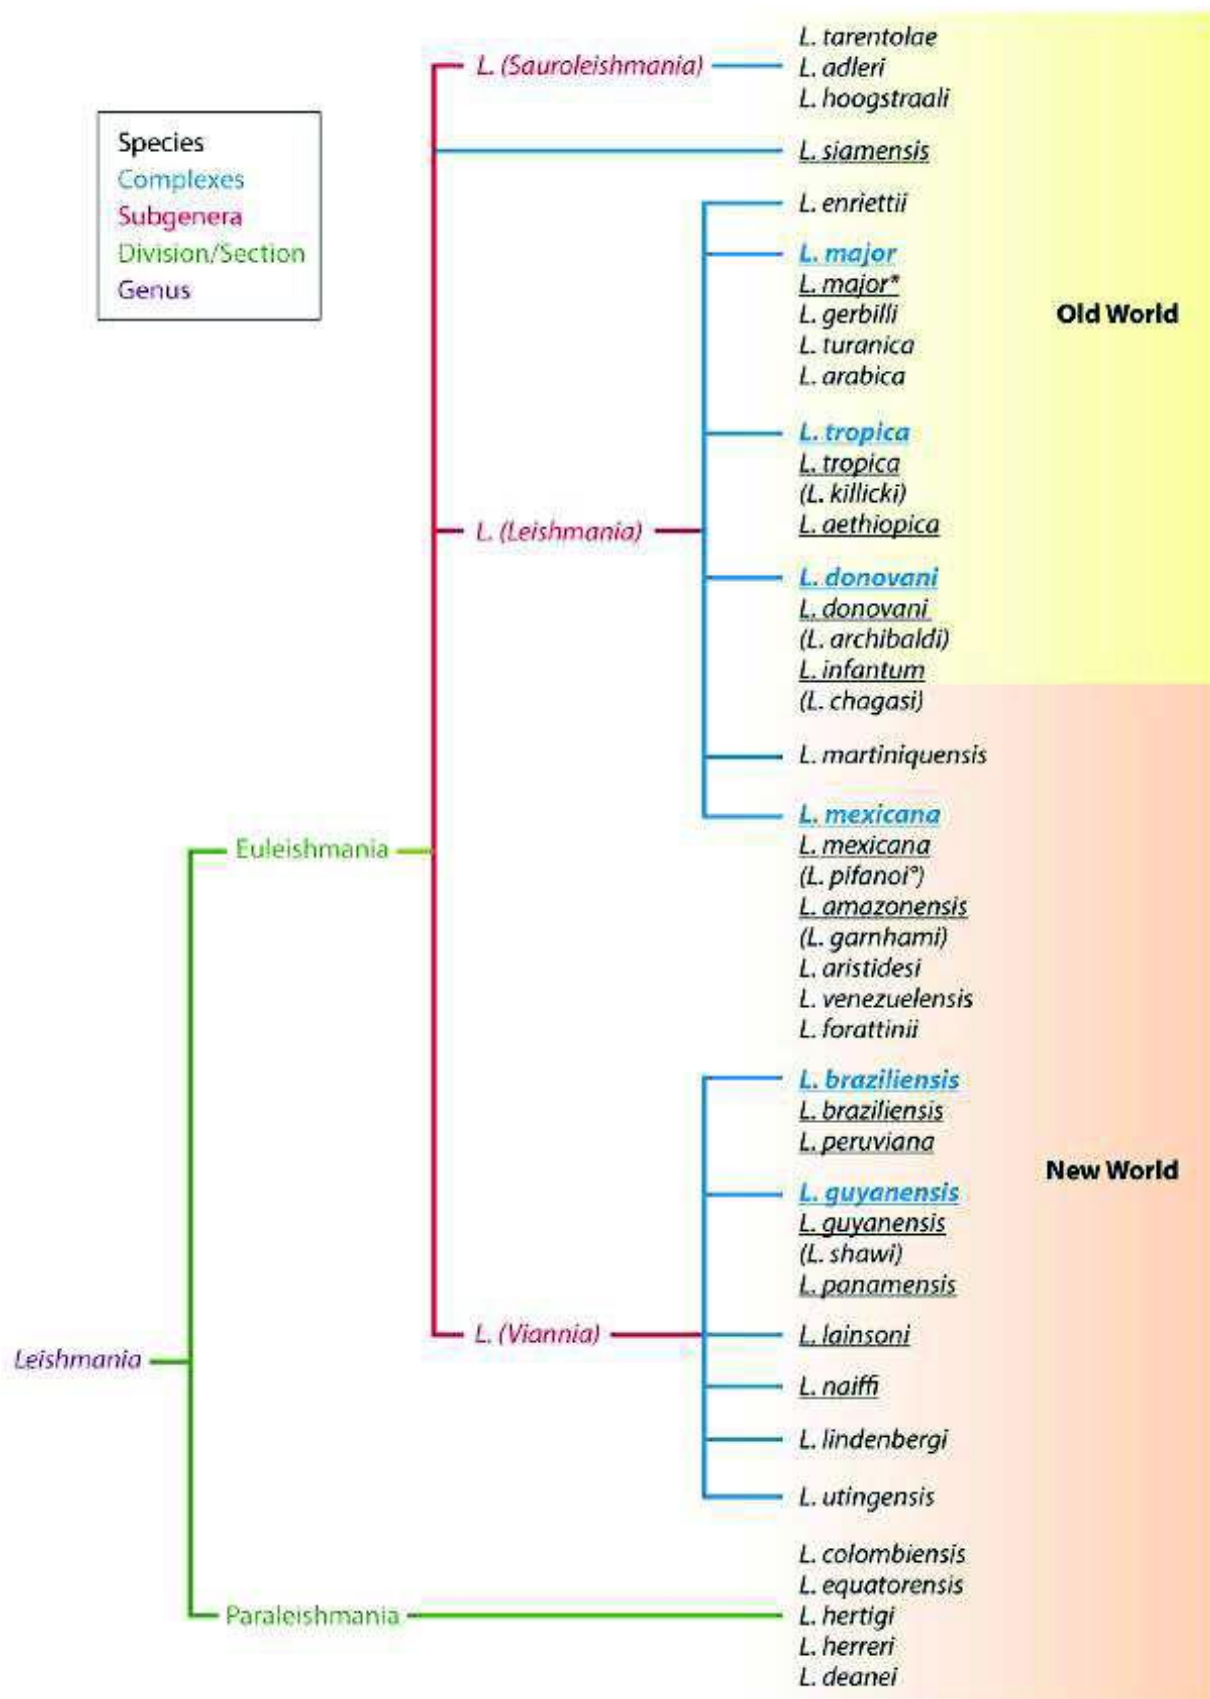 L. tarentolae
L. (Sauroleishmania)
L. adleri
L. hoogstraali
Species
Complexes
Subgenera
Division/Section
Genus
L. siamensis
L. enriettii
L. major
L. major*
L. gerbilli
Old World
L. turanica
L. arabica
L. tropica
L. tropica
(L. killicki)
L. (Leishmania)
L. aethiopica
L. donovani
L. donovani
(L. archibaldi)
L. infantum
(L. chagasi)
L. martiniquensis
L. mexicana
Euleishmania
L. mexicana
(L. pifanoi°)
L. amazonensis
(L. garnhami)
L. aristidesi
L. venezuelensis
L. forattinii
L. braziliensis
L. braziliensis
L. peruviana
New World
L. guyanensis
L. guyanensis
(L. shawi)
L. panamensis
L. (Viannia)
L. lainsoni
Leishmania
L. naiffi
L. lindenbergi
L. utingensis
L. colombiensis
L. equatorensis
Paraleishmania
L. hertigi
L. herreri
L. deanei